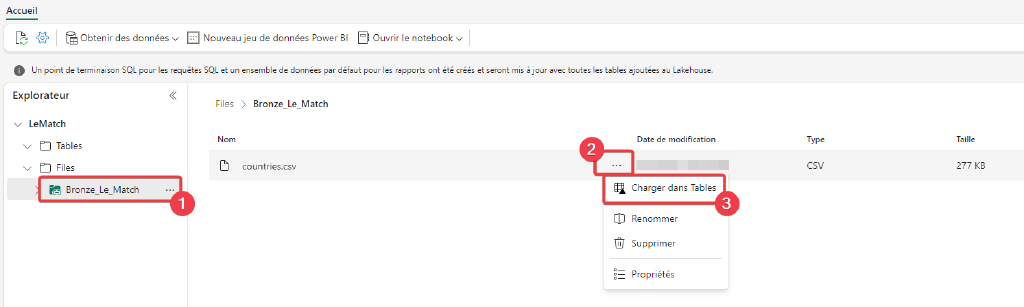 Accueil
Obtenir des données Nouveau jeu de données Power BI Ouvrir le notebook
Un point de terminaison SQL pour les requêtes SQL et un ensemble de données par défaut pour les rapports ont été créés et seront mis à jour avec toutes les tables ajoutées au Lakehouse.
Explorateur
LeMatch
Tables
Files
Bronze_Le_Match ...
1
Files > Bronze_Le_Match
Nom Date de modification Type Taille
2
countries.csv ... CSV 277 KB
Charger dans Tables
3
Renommer
Supprimer
Propriétés